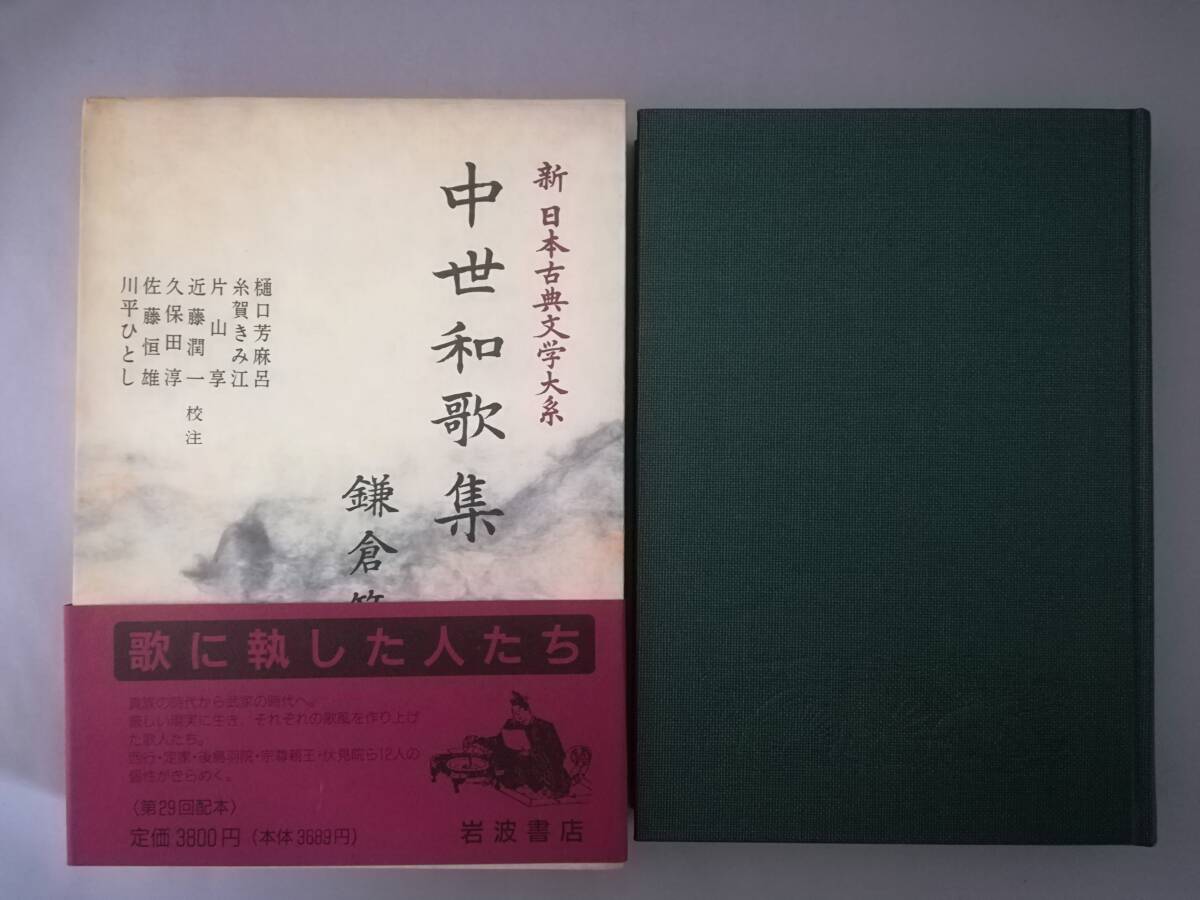 新 日本古典文学大系
中世和歌集
鎌倉篇
樋口芳麻呂
糸賀きみ江
片山享
近藤潤一
久保田淳
佐藤恒雄
川平ひとし
校注
歌に執した人たち
貴族の時代から武家の時代へ。
厳しい現実に生き、それぞれの歌風を作り上げ
た歌人たち。
西行・定家・後鳥羽院・宗尊親王・伏見院ら12人の
個性がきらめく。
〈第29回配本〉
定価3800円(本体3689円)
岩波書店